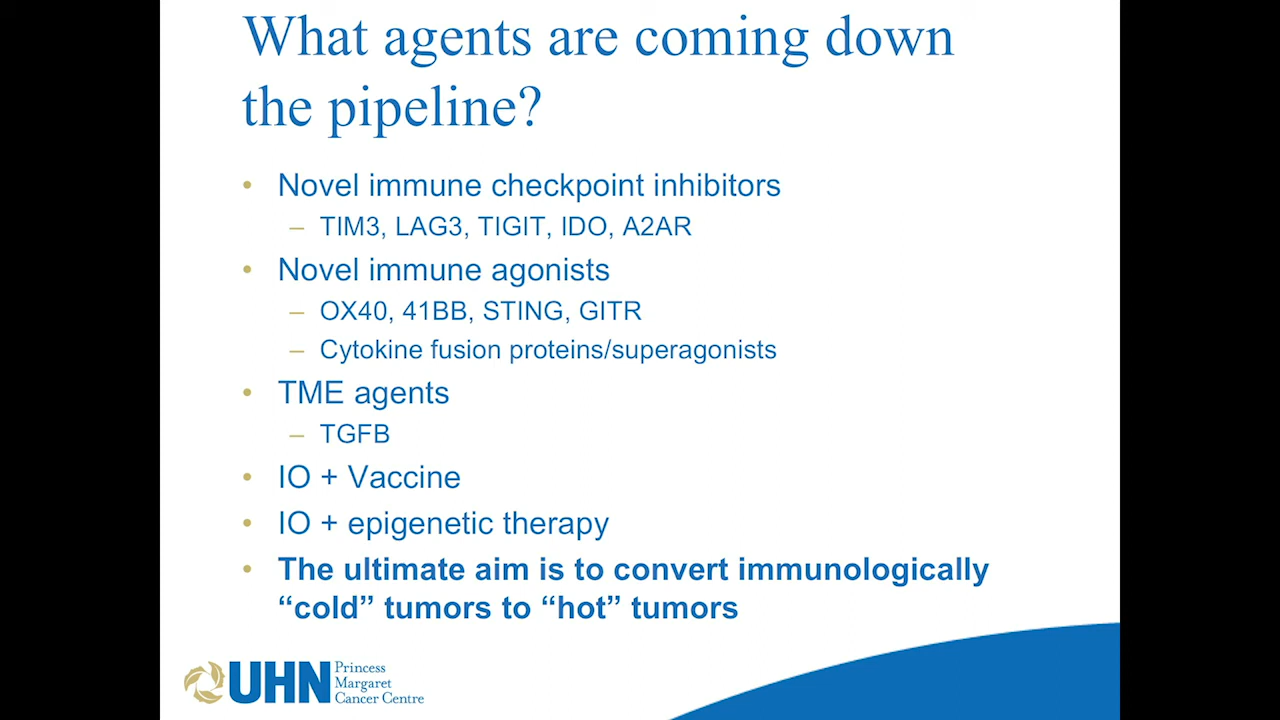 What agents are coming down
the pipeline?
• Novel immune checkpoint inhibitors
– TIM3, LAG3, TIGIT, IDO, A2AR
• Novel immune agonists
– OX40, 41BB, STING, GITR
– Cytokine fusion proteins/superagonists
• TME agents
– TGFB
• IO + Vaccine
• IO + epigenetic therapy
• The ultimate aim is to convert immunologically
“cold” tumors to “hot” tumors
UHN
Princess
Margaret
Cancer Centre